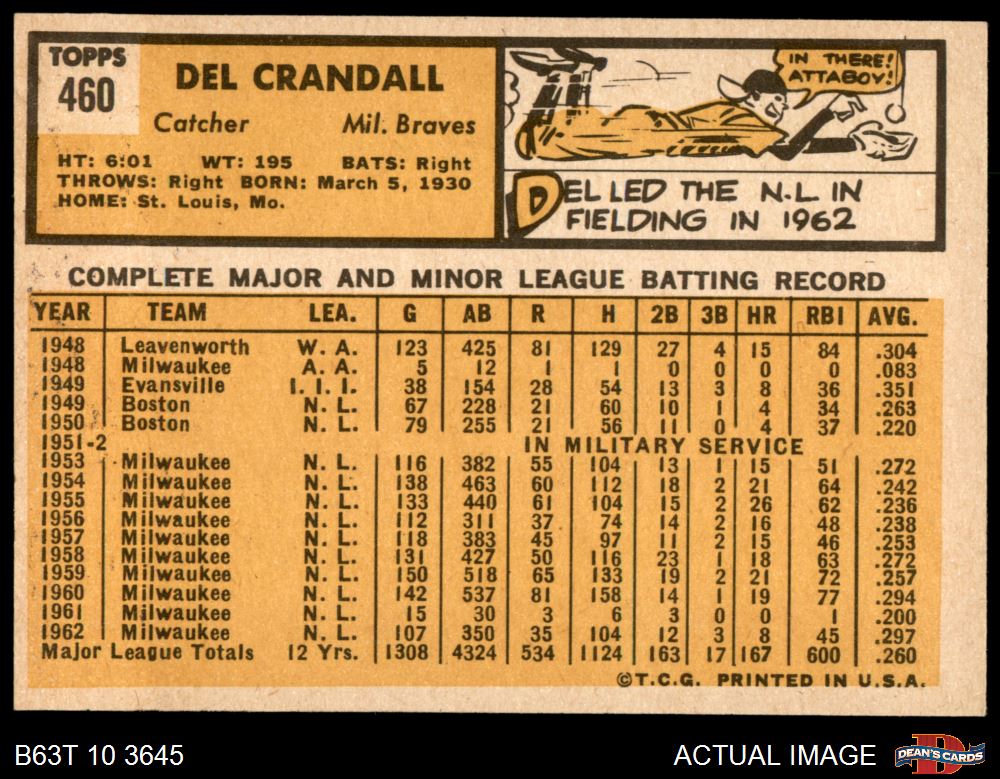 TOPPS
460
DEL CRANDALL
Catcher Mil. Braves
HT: 6:01 WT: 195 BATS: Right
THROWS: Right BORN: March 5, 1930
HOME: St. Louis, Mo.
IN THERE!
ATTABOY!
DEL LED THE N.L IN
FIELDING IN 1962
COMPLETE MAJOR AND MINOR LEAGUE BATTING RECORD
YEAR TEAM LEA. G AB R H 2B 3B HR RBI AVG.
1948 Leavenworth W. A. 123 425 81 129 27 4 15 84 .304
1948 Milwaukee A. A. 5 12 1 1 0 0 0 0 .083
1949 Evansville I. I. I. 38 154 28 54 13 3 8 36 .351
1949 Boston N. L. 67 228 21 60 10 1 4 34 .263
1950 Boston N. L. 79 255 21 56 11 0 4 37 .220
1951-2 IN MILITARY SERVICE
1953 Milwaukee N. L. 116 382 55 104 13 1 15 51 .272
1954 Milwaukee N. L. 138 463 60 112 18 2 21 64 .242
1955 Milwaukee N. L. 133 440 61 104 15 2 26 62 .236
1956 Milwaukee N. L. 112 311 37 74 14 2 16 48 .238
1957 Milwaukee N. L. 118 383 45 97 11 2 15 46 .253
1958 Milwaukee N. L. 131 427 50 116 23 1 18 63 .272
1959 Milwaukee N. L. 150 518 65 133 19 2 21 72 .257
1960 Milwaukee N. L. 142 537 81 158 14 1 19 77 .294
1961 Milwaukee N. L. 15 30 3 6 3 0 0 1 .200
1962 Milwaukee N. L. 107 350 35 104 12 3 8 45 .297
Major League Totals 12 Yrs. 1308 4324 534 1124 163 17 167 600 .260
©T.C.G. PRINTED IN U.S.A.
B63T 10 3645 ACTUAL IMAGE D DEAN'S CARDS